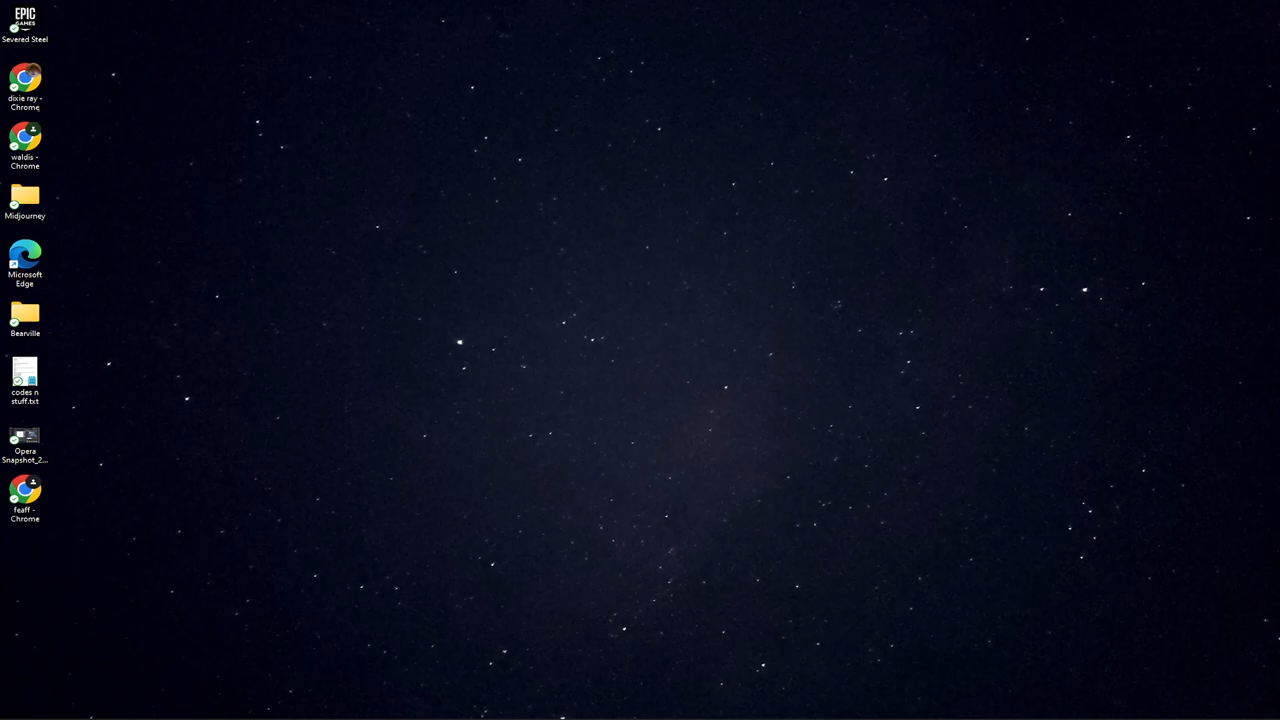 EPIC
GAMES
Severed Steel
dixie ray -
Chrome
waldis -
Chrome
Midjourney
Microsoft
Edge
Bearville
codes n
stuff.txt
Opera
Snapshot_2...
feaff -
Chrome